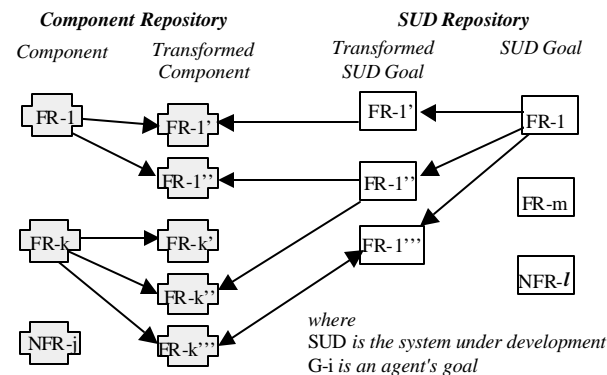 Component Repository SUD Repository
Component Transformed Component Transformed SUD Goal SUD Goal
FR-1 FR-1' FR-1' FR-1
FR-1'' FR-1''
FR-m
FR-k FR-k' FR-1'''
FR-k'' NFR-l
NFR-j FR-k'''
where
SUD is the system under development
G-i is an agent's goal